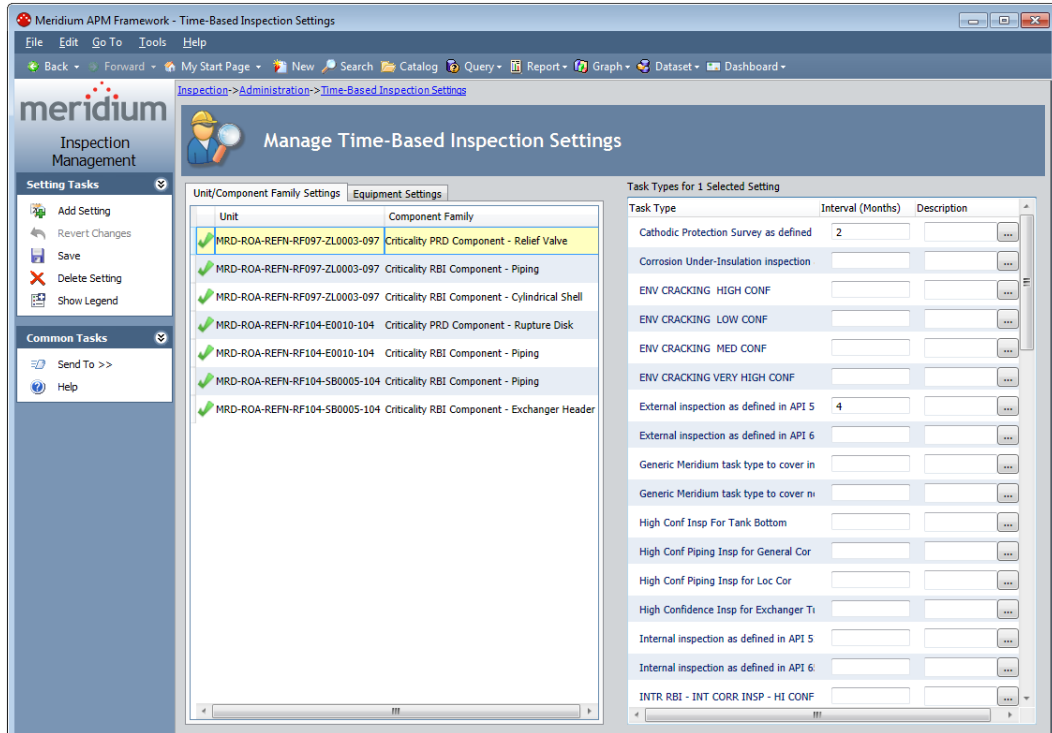 Meridium APM Framework - Time-Based Inspection Settings
File Edit Go To Tools Help
Back Forward My Start Page New Search Catalog Query Report Graph Dataset Dashboard
meridium
Inspection
Management
Setting Tasks
Add Setting
Revert Changes
Save
Delete Setting
Show Legend
Common Tasks
Send To >>
Help
Inspection->Administration->Time-Based Inspection Settings
Manage Time-Based Inspection Settings
Unit/Component Family Settings Equipment Settings
Unit Component Family
MRD-ROA-REFN-RF097-ZL0003-097 Criticality PRD Component - Relief Valve
MRD-ROA-REFN-RF097-ZL0003-097 Criticality RBI Component - Piping
MRD-ROA-REFN-RF097-ZL0003-097 Criticality RBI Component - Cylindrical Shell
MRD-ROA-REFN-RF104-E0010-104 Criticality PRD Component - Rupture Disk
MRD-ROA-REFN-RF104-E0010-104 Criticality RBI Component - Piping
MRD-ROA-REFN-RF104-SB0005-104 Criticality RBI Component - Piping
MRD-ROA-REFN-RF104-SB0005-104 Criticality RBI Component - Exchanger Header
Task Types for 1 Selected Setting
Task Type Interval (Months) Description
Cathodic Protection Survey as defined 2 ...
Corrosion Under-Insulation inspection ...
ENV CRACKING HIGH CONF ...
ENV CRACKING LOW CONF ...
ENV CRACKING MED CONF ...
ENV CRACKING VERY HIGH CONF ...
External inspection as defined in API 5 4 ...
External inspection as defined in API 6 ...
Generic Meridium task type to cover in ...
Generic Meridium task type to cover ...
High Conf Insp For Tank Bottom ...
High Conf Piping Insp for General Cor ...
High Conf Piping Insp for Loc Cor ...
High Confidence Insp for Exchanger ...
Internal inspection as defined in API 5 ...
Internal inspection as defined in API 6 ...
INTR RBI - INT CORR INSP - HI CONF ...